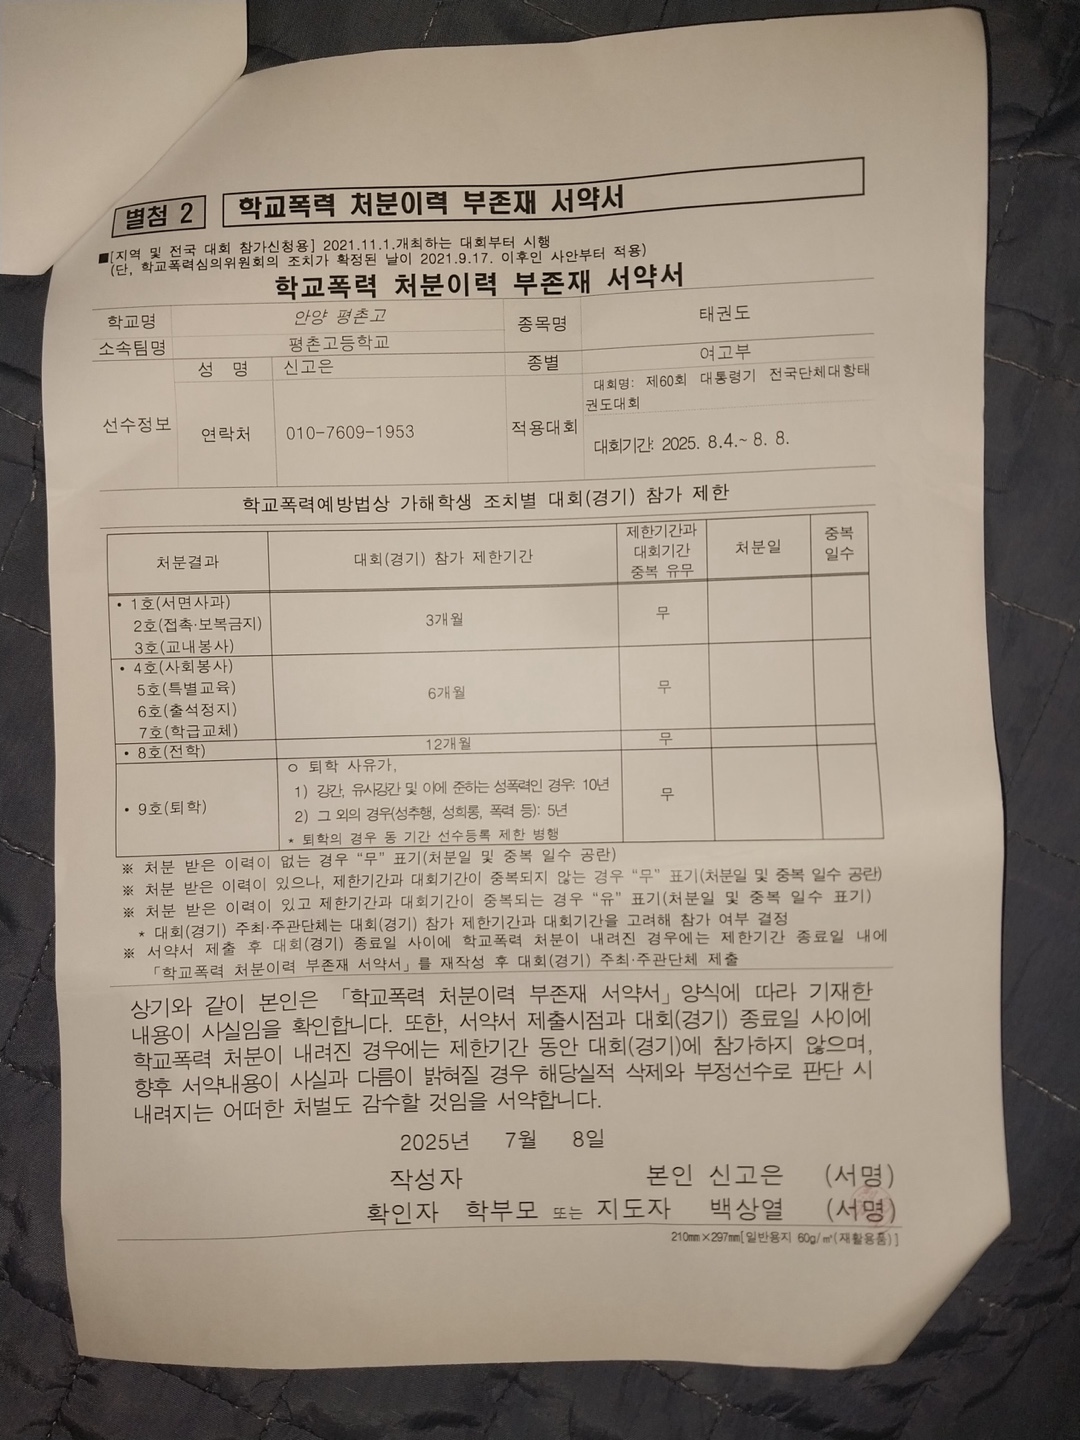 별첨 2 학교폭력 처분이력 부존재 서약서
■[지역 및 전국 대회 참가신청용] 2021.11.1.개최하는 대회부터 시행
(단, 학교폭력심의위원회의 조치가 확정된 날이 2021.9.17. 이후인 사안부터 적용)
학교폭력 처분이력 부존재 서약서
학교명 안양 평촌고 종목명 태권도
소속팀명 평촌고등학교
선수정보 성 명 신고은 종별 여고부
연락처 010-7609-1953 적용대회
대회명: 제60회 대통령기 전국단체대항태
권도대회
대회기간: 2025. 8.4.~ 8. 8.
학교폭력예방법상 가해학생 조치별 대회(경기) 참가 제한
처분결과 대회(경기) 참가 제한기간 제한기간과 처분일 중복
대회기간 일수
중복 유무
• 1호(서면사과) 3개월 무
2호(접촉·보복금지)
3호(교내봉사)
• 4호(사회봉사) 6개월 무
5호(특별교육)
6호(출석정지)
7호(학급교체)
• 8호(전학) 12개월 무
• 9호(퇴학) ㅇ 퇴학 사유가, 무
1) 강간, 유사강간 및 이에 준하는 성폭력인 경우: 10년
2) 그 외의 경우(성추행, 성희롱, 폭력 등): 5년
* 퇴학의 경우 동 기간 선수등록 제한 병행
※ 처분 받은 이력이 없는 경우 “무” 표기(처분일 및 중복 일수 공란)
※ 처분 받은 이력이 있으나, 제한기간과 대회기간이 중복되지 않는 경우 “무” 표기(처분일 및 중복 일수 공란)
※ 처분 받은 이력이 있고 제한기간과 대회기간이 중복되는 경우 “유” 표기(처분일 및 중복 일수 표기)
* 대회(경기) 주최·주관단체는 대회(경기) 참가 제한기간과 대회기간을 고려해 참가 여부 결정
※ 서약서 제출 후 대회(경기) 종료일 사이에 학교폭력 처분이 내려진 경우에는 제한기간 종료일 내에
「학교폭력 처분이력 부존재 서약서」를 재작성 후 대회(경기) 주최·주관단체 제출
상기와 같이 본인은 「학교폭력 처분이력 부존재 서약서」양식에 따라 기재한
내용이 사실임을 확인합니다. 또한, 서약서 제출시점과 대회(경기) 종료일 사이에
학교폭력 처분이 내려진 경우에는 제한기간 동안 대회(경기)에 참가하지 않으며,
향후 서약내용이 사실과 다름이 밝혀질 경우 해당실적 삭제와 부정선수로 판단 시
내려지는 어떠한 처벌도 감수할 것임을 서약합니다.
2025년 7월 8일
작성자 본인 신고은 (서명)
확인자 학부모 또는 지도자 백상열 (서명)
210㎜×297㎜[일반용지 60g/㎡(재활용품)]